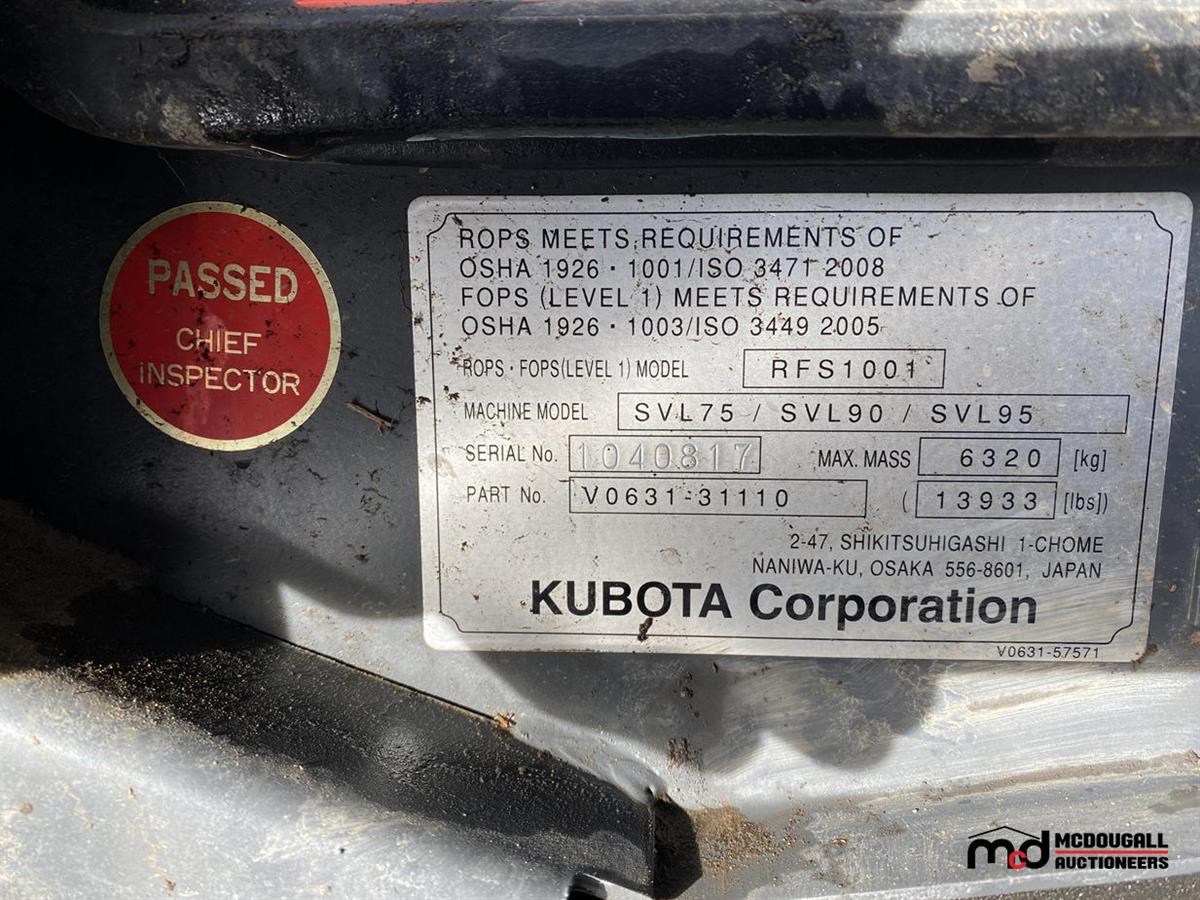 PASSED
CHIEF
INSPECTOR
ROPS MEETS REQUIREMENTS OF
OSHA 1926・1001/ISO 3471 2008
FOPS (LEVEL 1) MEETS REQUIREMENTS OF
OSHA 1926・1003/ISO 3449 2005
ROPS・FOPS(LEVEL 1) MODEL RFS1001
MACHINE MODEL SVL75 / SVL90 / SVL95
SERIAL No. 1040817 MAX. MASS 6320 [kg]
PART No. V0631-31110 ( 13933 [lbs])
2-47, SHIKITSUHIGASHI 1-CHOME
NANIWA-KU, OSAKA 556-8601, JAPAN
KUBOTA Corporation
V0631-57571
mcd MCDOUGALL
AUCTIONEERS